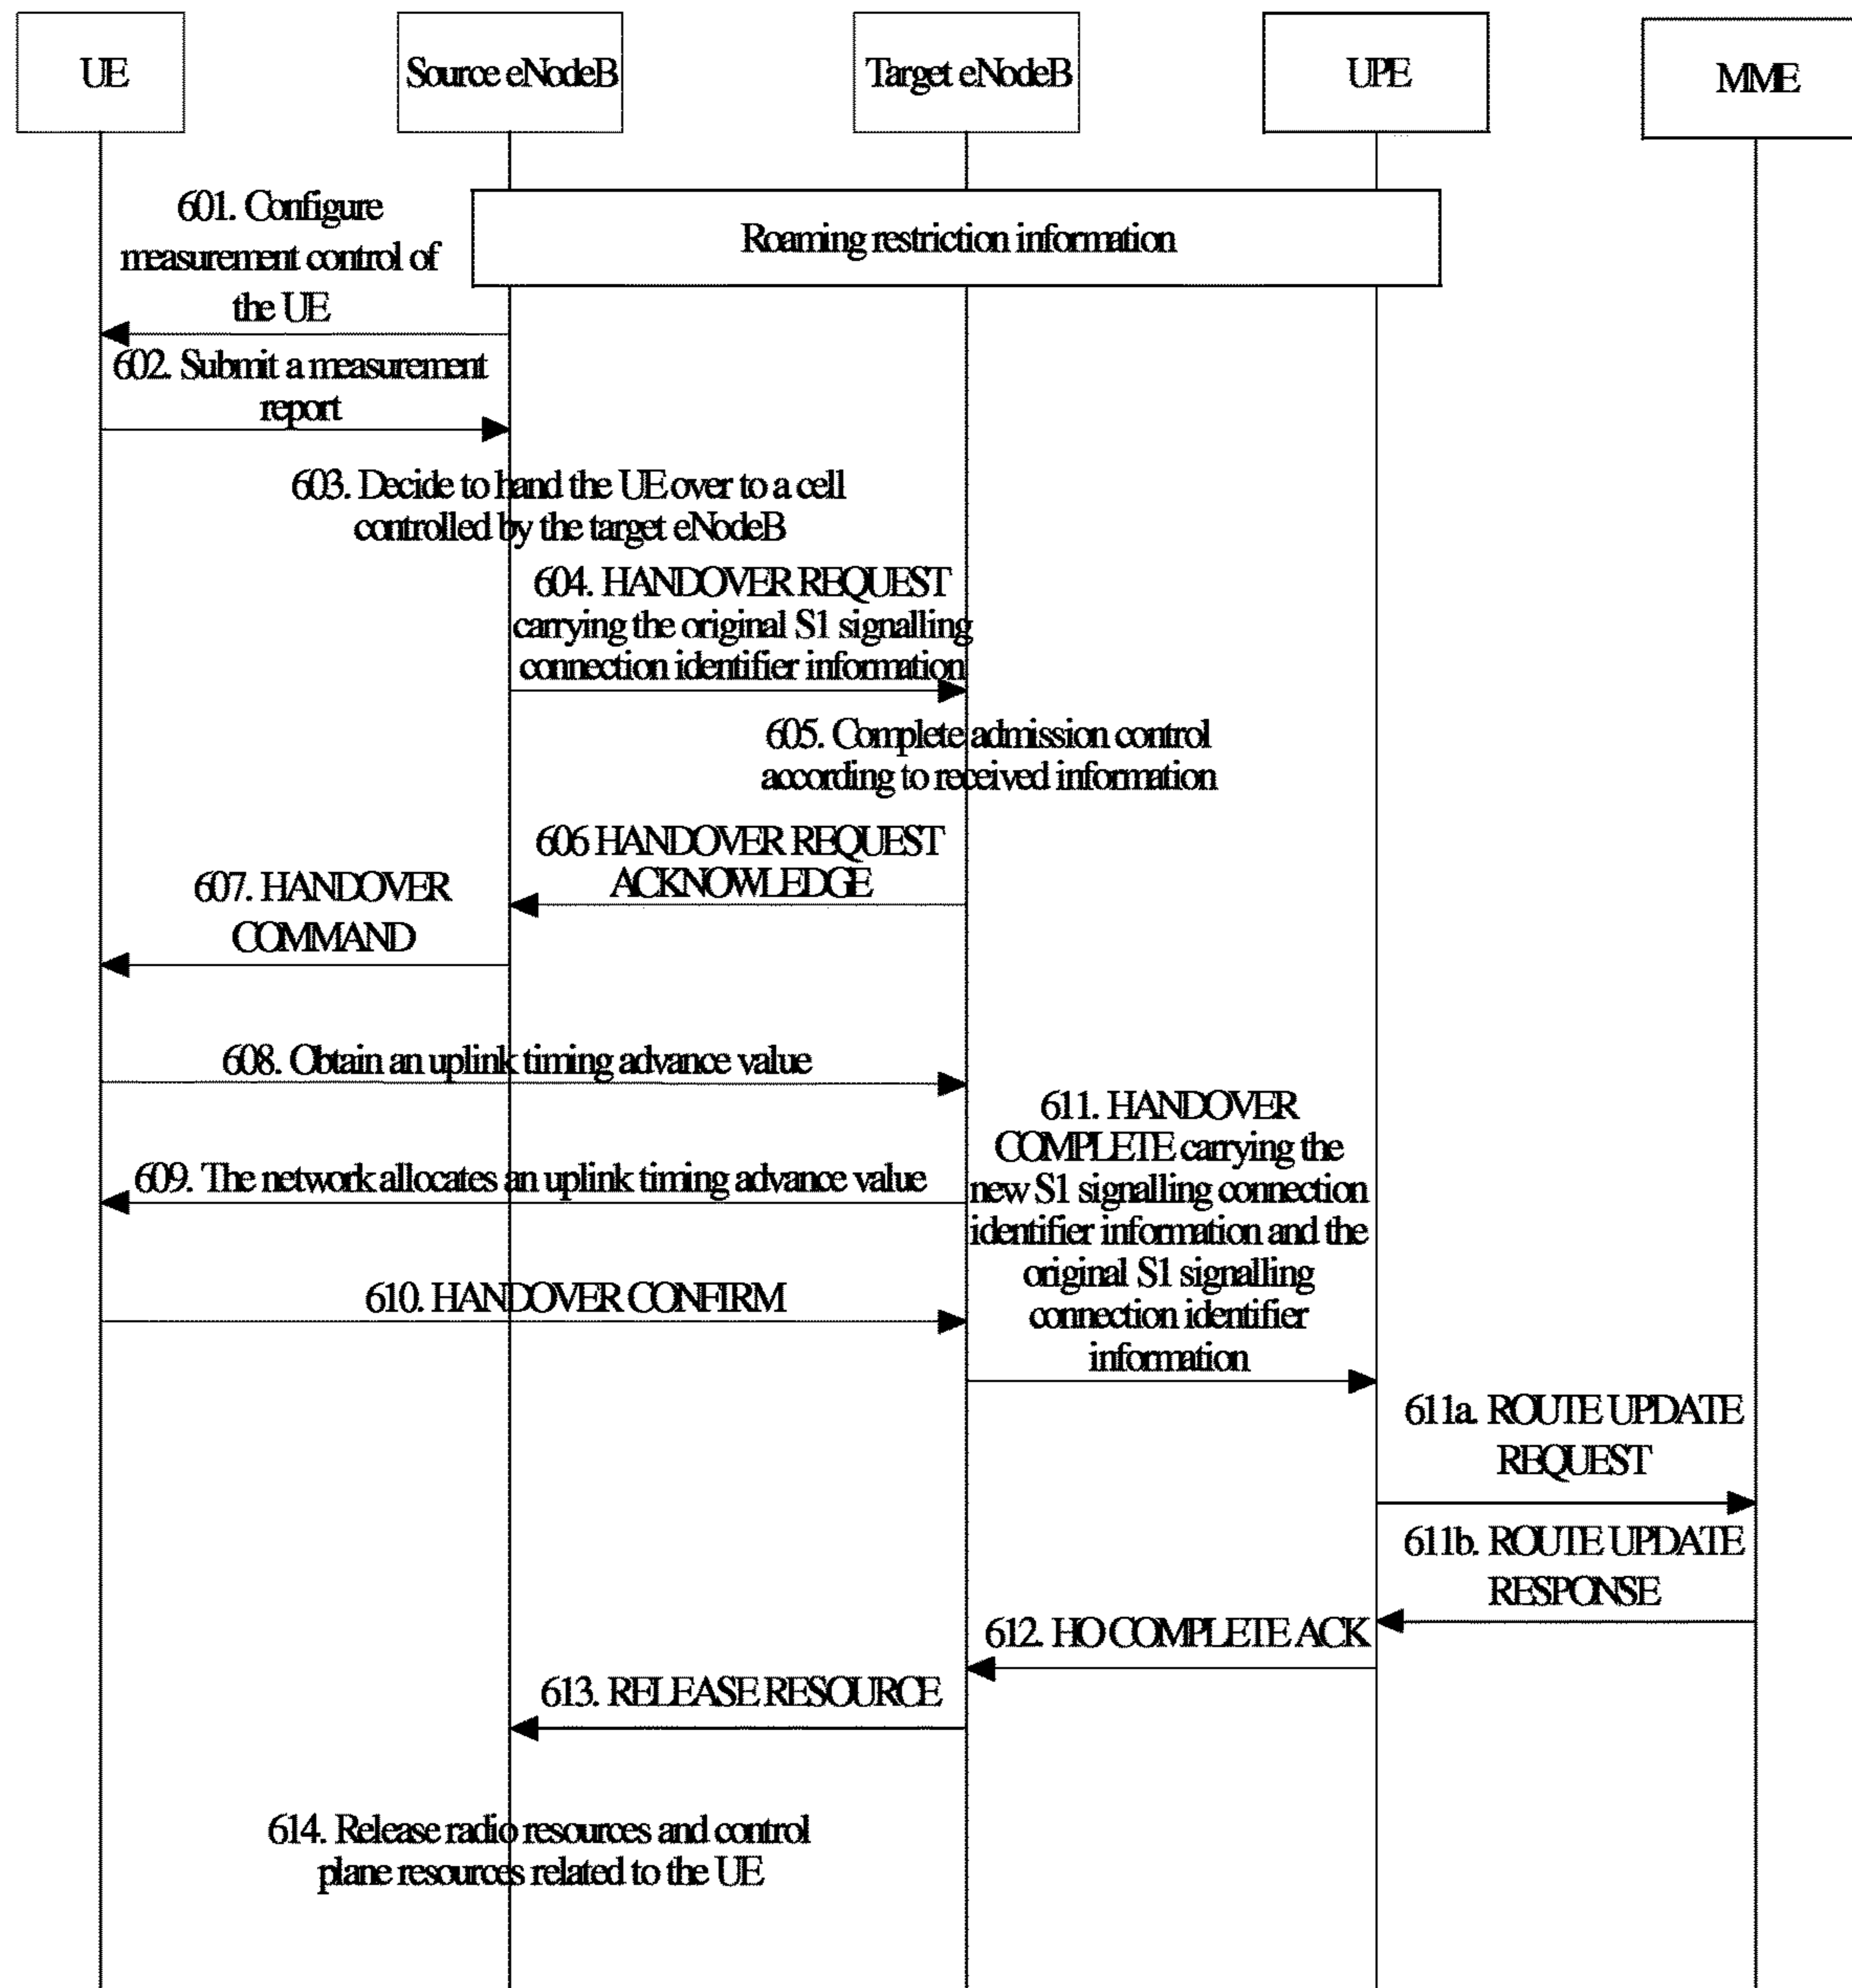 UE
Source eNodeB
Target eNodeB
UPE
MME
Roaming restriction information
601. Configure
measurement control of
the UE
602. Submit a measurement
report
603. Decide to hand the UE over to a cell
controlled by the target eNodeB
604. HANDOVER REQUEST
carrying the original S1 signalling
connection identifier information
605. Complete admission control
according to received information
606 HANDOVER REQUEST
ACKNOWLEDGE
607. HANDOVER
COMMAND
608. Obtain an uplink timing advance value
609. The network allocates an uplink timing advance value
610. HANDOVER CONFIRM
611. HANDOVER
COMPLETE carrying the
new S1 signalling connection
identifier information and the
original S1 signalling
connection identifier
information
611a. ROUTE UPDATE
REQUEST
611b. ROUTE UPDATE
RESPONSE
612. HO COMPLETE ACK
613. RELEASE RESOURCE
614. Release radio resources and control
plane resources related to the UE